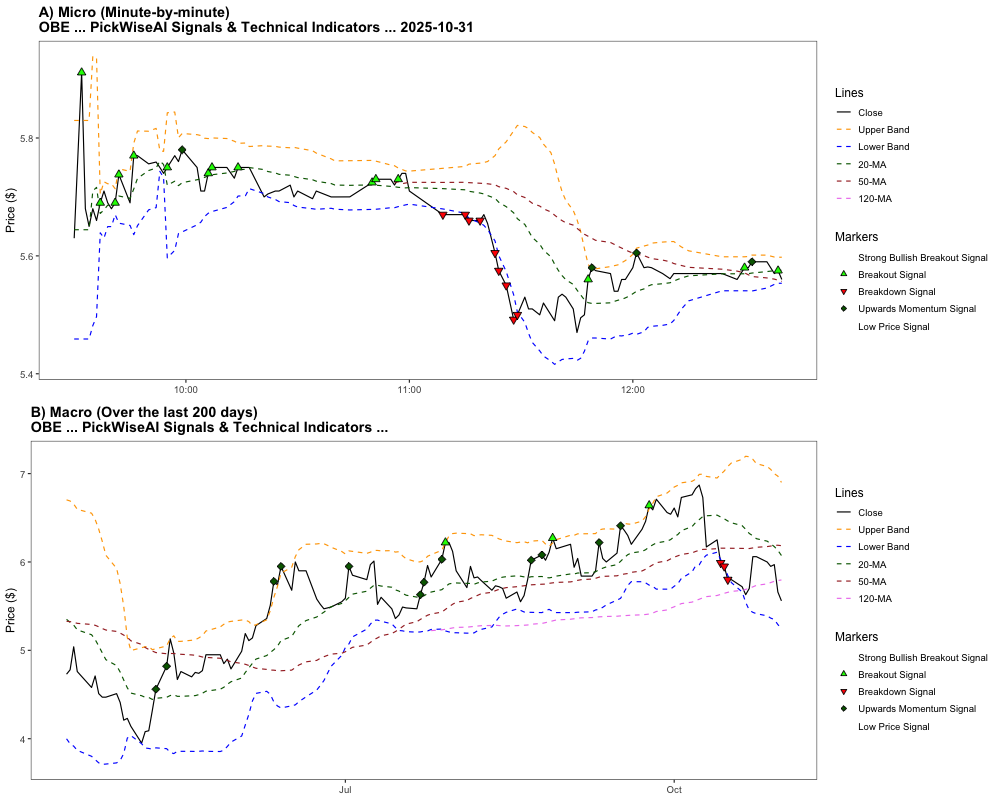 A) Micro (Minute-by-minute)
OBE ... PickWiseAI Signals & Technical Indicators ... 2025-10-31
Price ($)
5.8
5.6
5.4
10:00
11:00
12:00
Lines
Close
Upper Band
Lower Band
20-MA
50-MA
120-MA
Markers
Strong Bullish Breakout Signal
Breakout Signal
Breakdown Signal
Upwards Momentum Signal
Low Price Signal
B) Macro (Over the last 200 days)
OBE ... PickWiseAI Signals & Technical Indicators ...
Price ($)
7
6
5
4
Jul
Oct
Lines
Close
Upper Band
Lower Band
20-MA
50-MA
120-MA
Markers
Strong Bullish Breakout Signal
Breakout Signal
Breakdown Signal
Upwards Momentum Signal
Low Price Signal